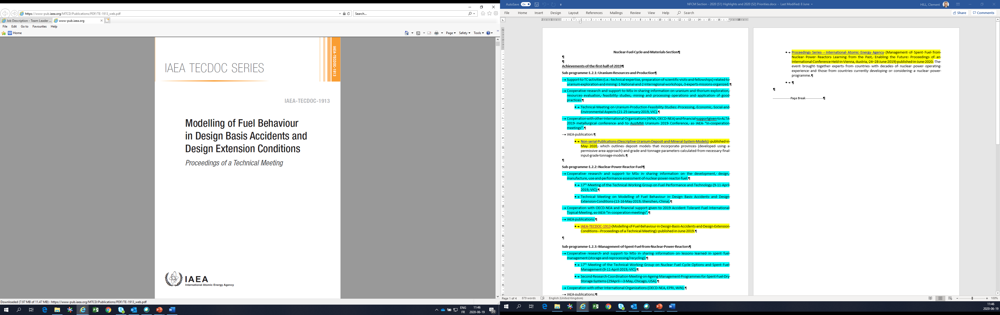 https://www-pub.iaea.org/MTCD/Publications/PDF/TE-1913_web.pdf
Search...
Job Description - Team Leader ...
www-pub.iaea.org
File Edit Go to Favourites Help
Home
Page Safety Tools
IAEA-TECDOC-1913
IAEA TECDOC SERIES
IAEA-TECDOC-1913
Modelling of Fuel Behaviour
in Design Basis Accidents and
Design Extension Conditions
Proceedings of a Technical Meeting
IAEA
International Atomic Energy Agency
Downloaded (7.97 MB of 11.47 MB) : https://www-pub.iaea.org/MTCD/Publications/PDF/TE-1913_web.pdf
ENG
FR
11:46
2020-06-19
20
AutoSave On
NFCM Section - 2020 (S1) Highlights and 2020 (S2) Priorities.docx - Last Modified: 8 June
HILL, Clement
File Home Insert Design Layout References Mailings Review View Help Search
Share Comments
Nuclear Fuel Cycle and Materials Section¶
¶
¶
Achievements of the first half of 2019¶
Sub-programme 1.2.1: Uranium Resources and Production¶
Support to TC activities (i.e.: technical expertise, preparation of scientific visits and fellowships) related to
uranium exploration and mining: 1 National and 2 Interregional workshops, 3 experts missions organized.¶
Cooperative research and support to MSs in sharing information on uranium and thorium exploration,
resources evaluation, feasibility studies, mining and processing operations and application of good
practices:¶
Technical Meeting on Uranium Production Feasibility Studies: Processing, Economic, Social and
Environmental Aspects (21-25 January 2019, VIC).¶
Cooperation with other International Organizations (WNA, OECD-NEA) and financial supportgiven to ALTA
2019 metallurgical conference and to AusIMM Uranium 2019 Conference, as IAEA “in-cooperation
meetings”.¶
IAEA publication:¶
Non-serial Publications (Descriptive Uranium Deposit and Mineral System Models): published in
May 2020, which outlines deposit models that incorporate provinces (developed using a
permissive area approach) and grade and tonnage parameters calculated from necessary final
input grade tonnage models.¶
¶
Sub-programme 1.2.2: Nuclear Power Reactor Fuel¶
Cooperative research and support to MSs in sharing information on the development, design,
manufacture, use and performance assessment of nuclear power reactor fuel:¶
17th Meeting of the Technical Working Group on Fuel Performance and Technology (9-11 April
2019, VIC);¶
Technical Meeting on Modelling of Fuel Behaviour in Design Basis Accidents and Design
Extension Conditions (13-16 May 2019, Shenzhen, China).¶
Cooperation with OECD-NEA and financial support given to 2019 Accident Tolerant Fuel International
Topical Meeting, as IAEA “in-cooperation meetings”.¶
IAEA publications:¶
IAEA-TECDOC-1913 (Modelling of Fuel Behaviour in Design Basis Accidents and Design Extension
Conditions - Proceedings of a Technical Meeting): published in June 2019.¶
¶
Sub-programme 1.2.3: Management of Spent Fuel from Nuclear Power Reactors¶
Cooperative research and support to MSs in sharing information on lessons learned in spent fuel
management (storage and reprocessing/recycling):¶
17th Meeting of the Technical Working Group on Nuclear Fuel Cycle Options and Spent Fuel
Management (9-11 April 2019, VIC);¶
Second Research Coordination Meeting on Ageing Management Programmes for Spent Fuel Dry
Storage Systems (29April—3 May, Chicago, USA).¶
Cooperation with other International Organizations (OECD-NEA, EPRI, WIN).¶
IAEA publications:¶
Proceedings Series - International Atomic Energy Agency (Management of Spent Fuel from
Nuclear Power Reactors Learning from the Past, Enabling the Future: Proceedings of an
International Conference Held in Vienna, Austria, 24–28 June 2019) published in June 2020. The
event brought together experts from countries with decades of nuclear power operating
experience and those from countries currently developing or considering a nuclear power
programme.¶
¶
¶
Page Break ¶
Page 1 of 4 879 words English (United Kingdom) 100%
11:46
2020-06-19